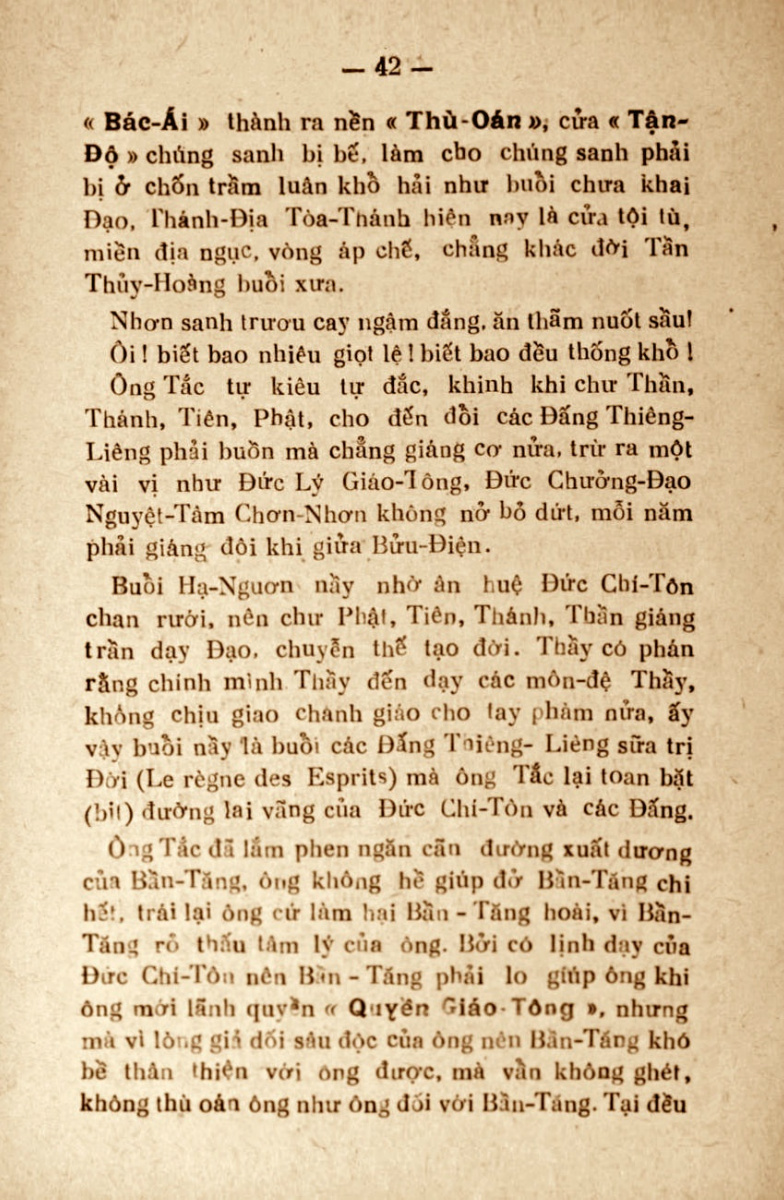 — 42 —
« Bác-Ái » thành ra nền « Thù-Oán », cửa « Tận-
Độ » chúng sanh bị bế, làm cho chúng sanh phải
bị ở chốn trầm luân khổ hải như buổi chưa khai
Đạo, Thánh-Địa Tòa-Thánh hiện nay là cửa tội tù,
miền địa ngục, vòng áp chế, chẳng khác đời Tần
Thủy-Hoàng buổi xưa.
Nhơn sanh trươu cay ngậm đắng, ăn thẫm nuốt sầu!
Ôi! biết bao nhiêu giọt lệ! biết bao đều thống khổ!
Ông Tắc tự kiêu tự đắc, khinh khi chư Thần,
Thánh, Tiên, Phật, cho đến đỗi các Đấng Thiêng-
Liêng phải buồn mà chẳng giáng cơ nửa, trừ ra một
vài vị như Đức Lý Giáo-Tông, Đức Chưởng-Đạo
Nguyệt-Tâm Chơn-Nhơn không nở bỏ dứt, mỗi năm
phải giáng đôi khi giửa Bửu-Điện.
Buổi Hạ-Nguơn nầy nhờ ân huệ Đức Chí-Tôn
chan rưới, nên chư Phật, Tiên, Thánh, Thần giáng
trần dạy Đạo, chuyễn thế tạo đời. Thầy có phán
rằng chính mình Thầy đến dạy các môn-đệ Thầy,
không chịu giao chánh giáo cho tay phàm nửa, ấy
vậy buổi nầy là buổi các Đấng Thiêng- Liêng sữa trị
Đời (Le règne des Esprits) mà ông Tắc lại toan bặt
(bít) đường lai vãng của Đức Chí-Tôn và các Đấng.
Ông Tắc đã lắm phen ngăn cãn đường xuất dương
của Bần-Tăng, ông không hề giúp đở Bần-Tăng chi
hết, trái lại ông cứ làm hại Bần - Tăng hoài, vì Bần-
Tăng rỏ thấu tâm lý của ông. Bởi có lịnh dạy của
Đức Chí-Tôn nên Bần - Tăng phải lo giúp ông khi
ông mới lãnh quyền « Quyền Giáo-Tông », nhưng
mà vì lòng giả dối sâu độc của ông nên Bần-Tăng khó
bề thân thiện với ông được, mà vẫn không ghét,
không thù oán ông như ông đối với Bần-Tăng. Tại đều